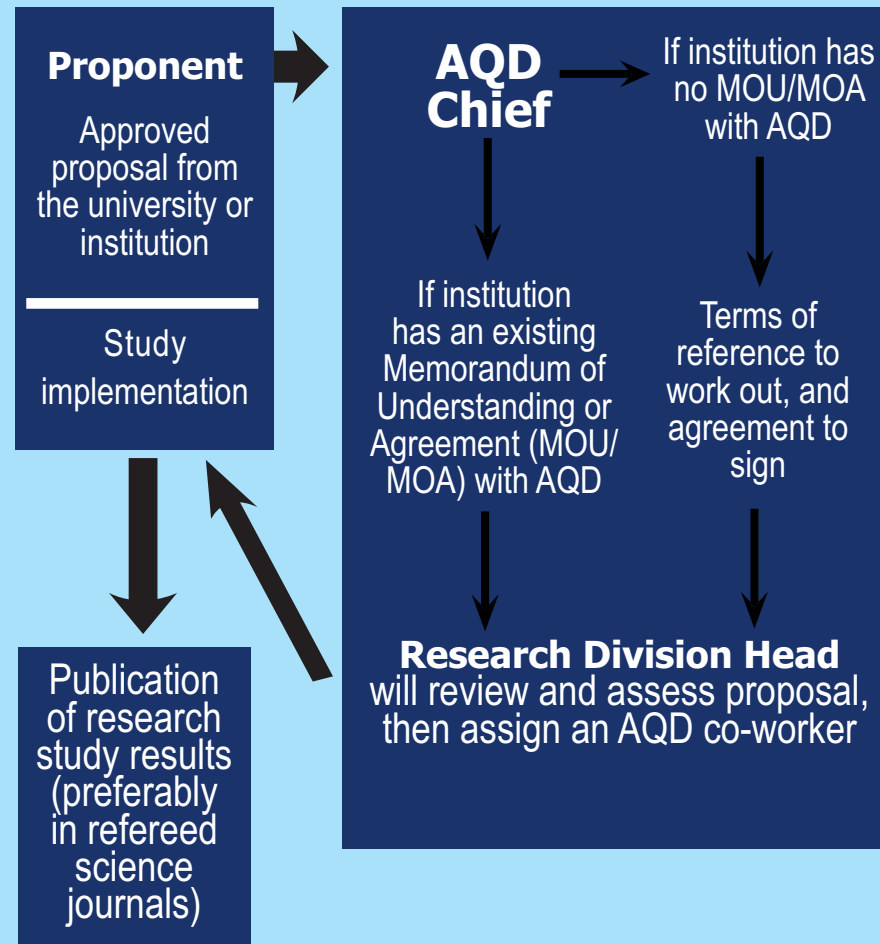 Proponent
Approved
proposal from
the university or
institution
Study
implementation
AQD
Chief
If institution has
no MOU/MOA
with AQD
If institution
has an existing
Memorandum of
Understanding or
Agreement (MOU/
MOA) with AQD
Terms of
reference to
work out, and
agreement to
sign
Research Division Head
will review and assess proposal,
then assign an AQD co-worker
Publication
of research
study results
(preferably
in refereed
science
journals)